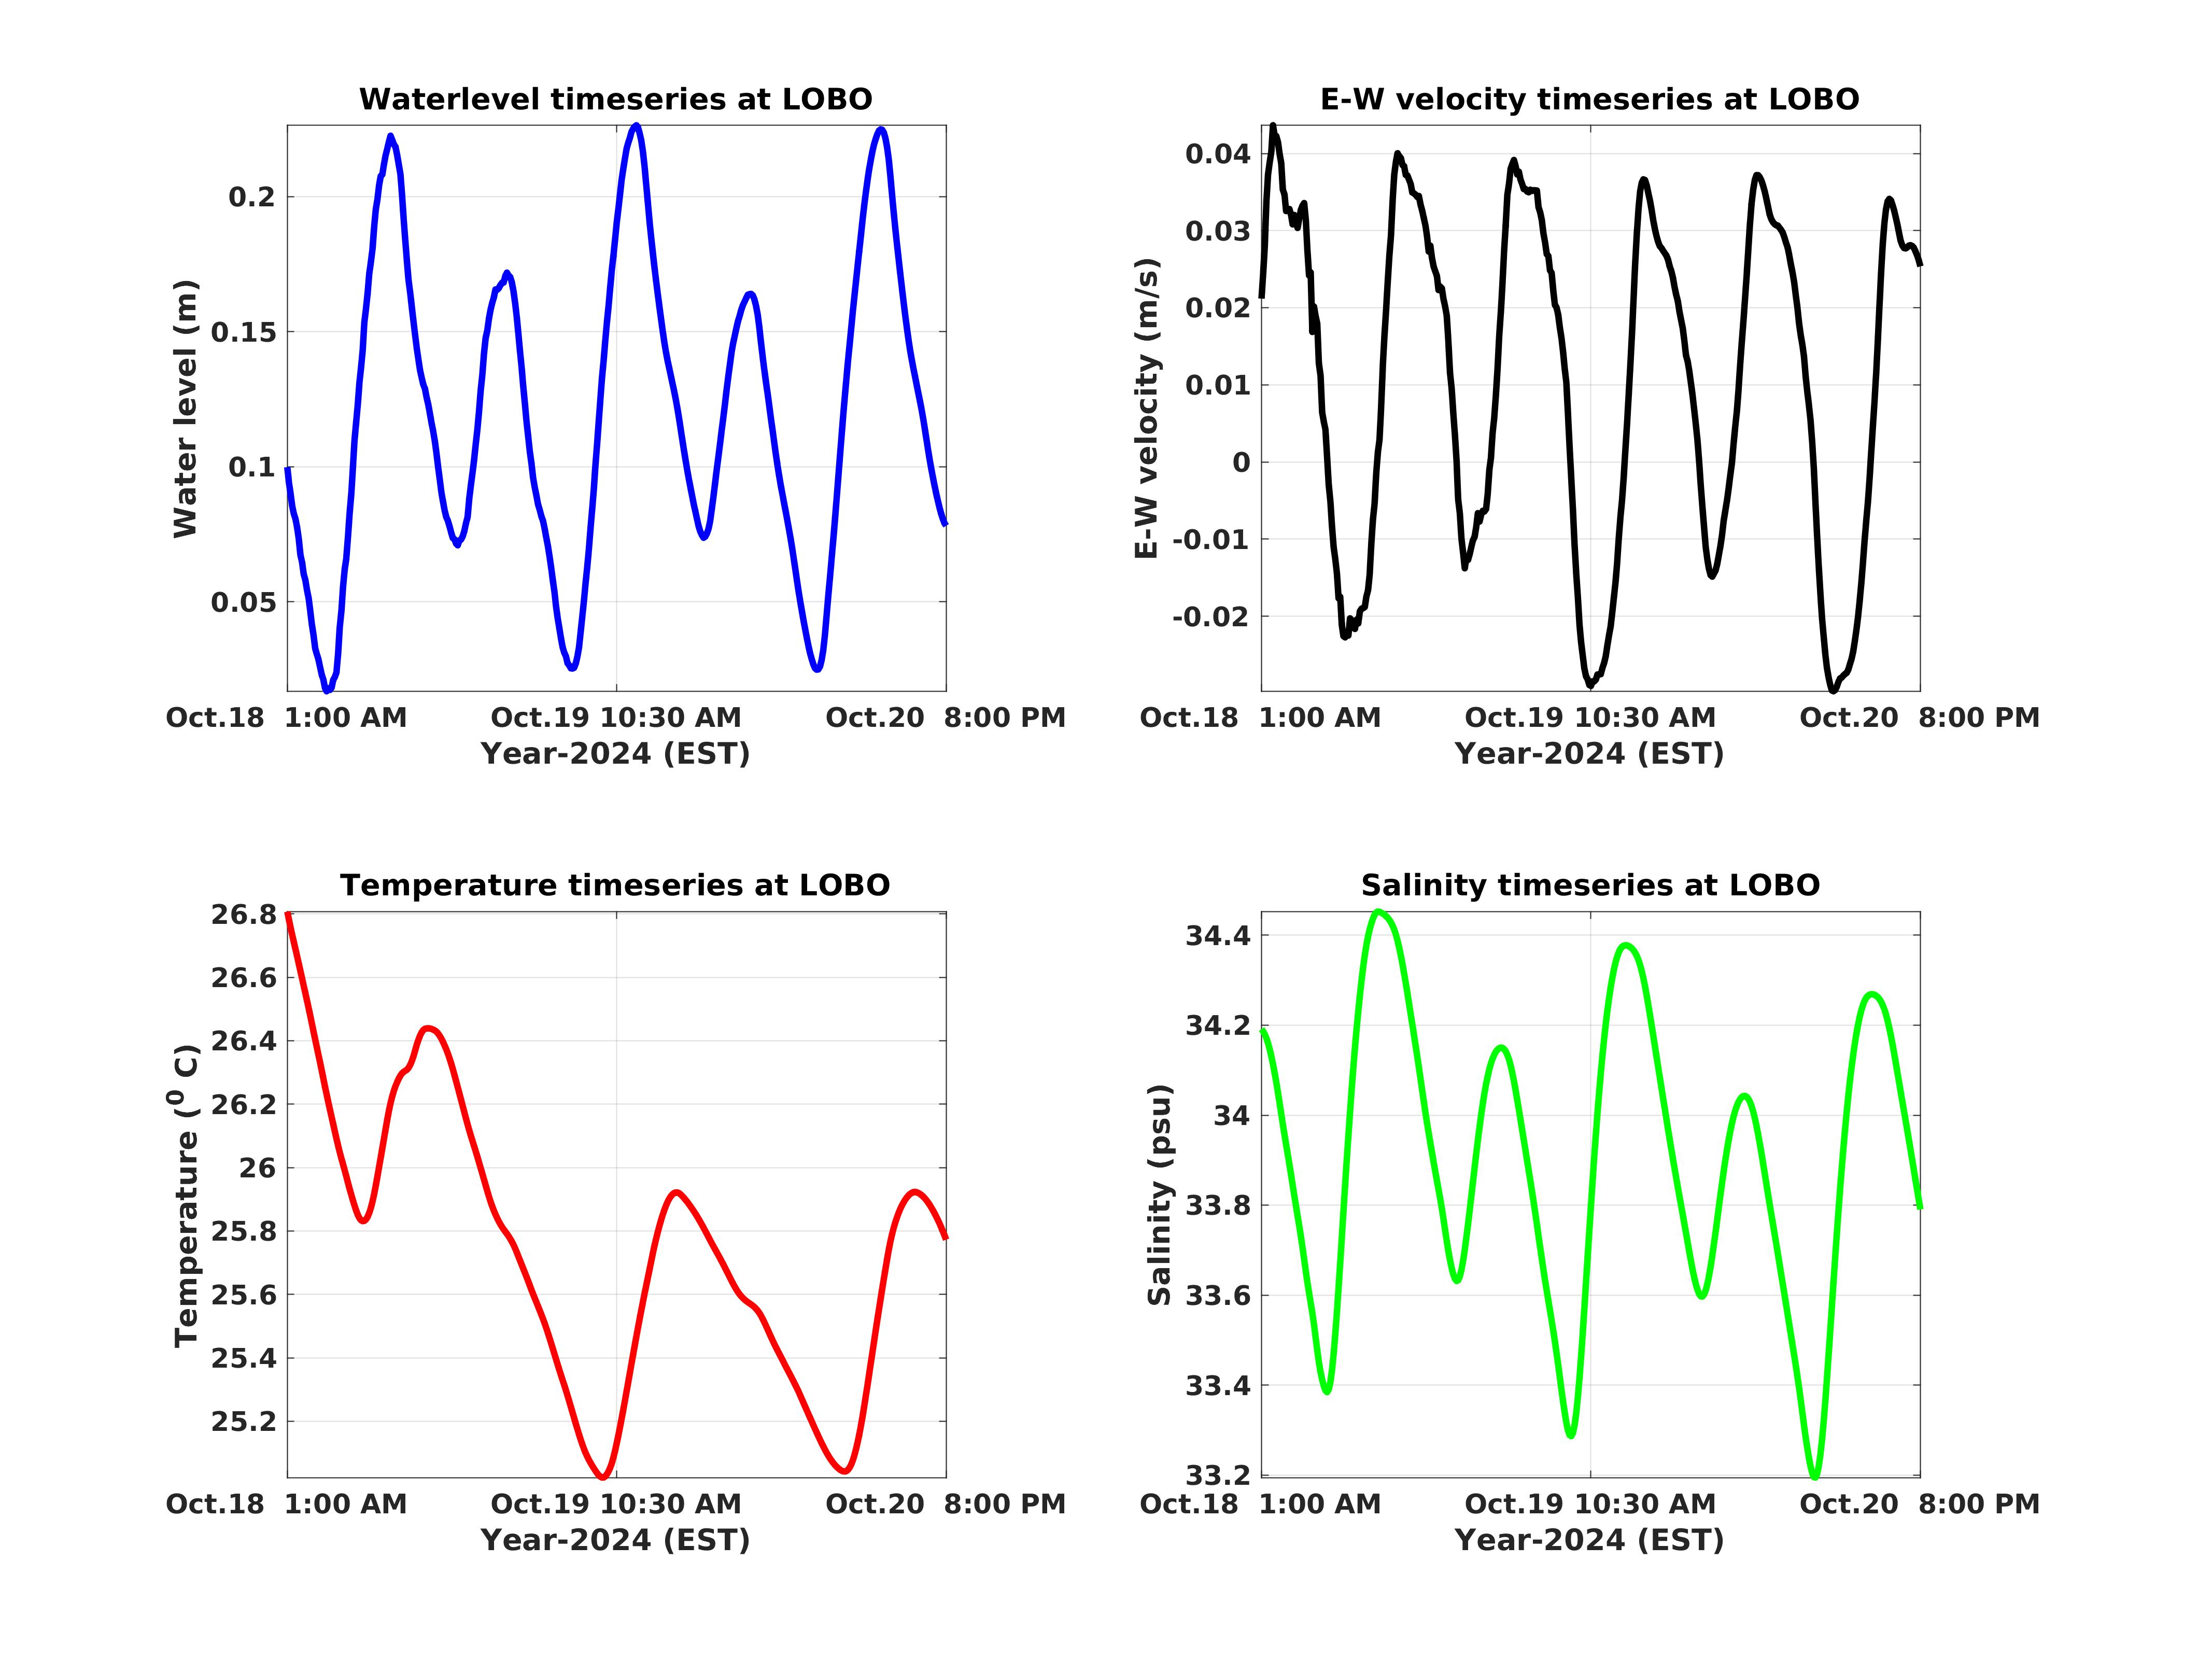 Waterlevel timeseries at LOBO
Water level (m)
0.2
0.15
0.1
0.05
Oct.18 1:00 AM Oct.19 10:30 AM Oct.20 8:00 PM
Year-2024 (EST)
E-W velocity timeseries at LOBO
E-W velocity (m/s)
0.04
0.03
0.02
0.01
0
-0.01
-0.02
Oct.18 1:00 AM Oct.19 10:30 AM Oct.20 8:00 PM
Year-2024 (EST)
Temperature timeseries at LOBO
Temperature (⁰ C)
26.8
26.6
26.4
26.2
26
25.8
25.6
25.4
25.2
Oct.18 1:00 AM Oct.19 10:30 AM Oct.20 8:00 PM
Year-2024 (EST)
Salinity timeseries at LOBO
Salinity (psu)
34.4
34.2
34
33.8
33.6
33.4
33.2
Oct.18 1:00 AM Oct.19 10:30 AM Oct.20 8:00 PM
Year-2024 (EST)